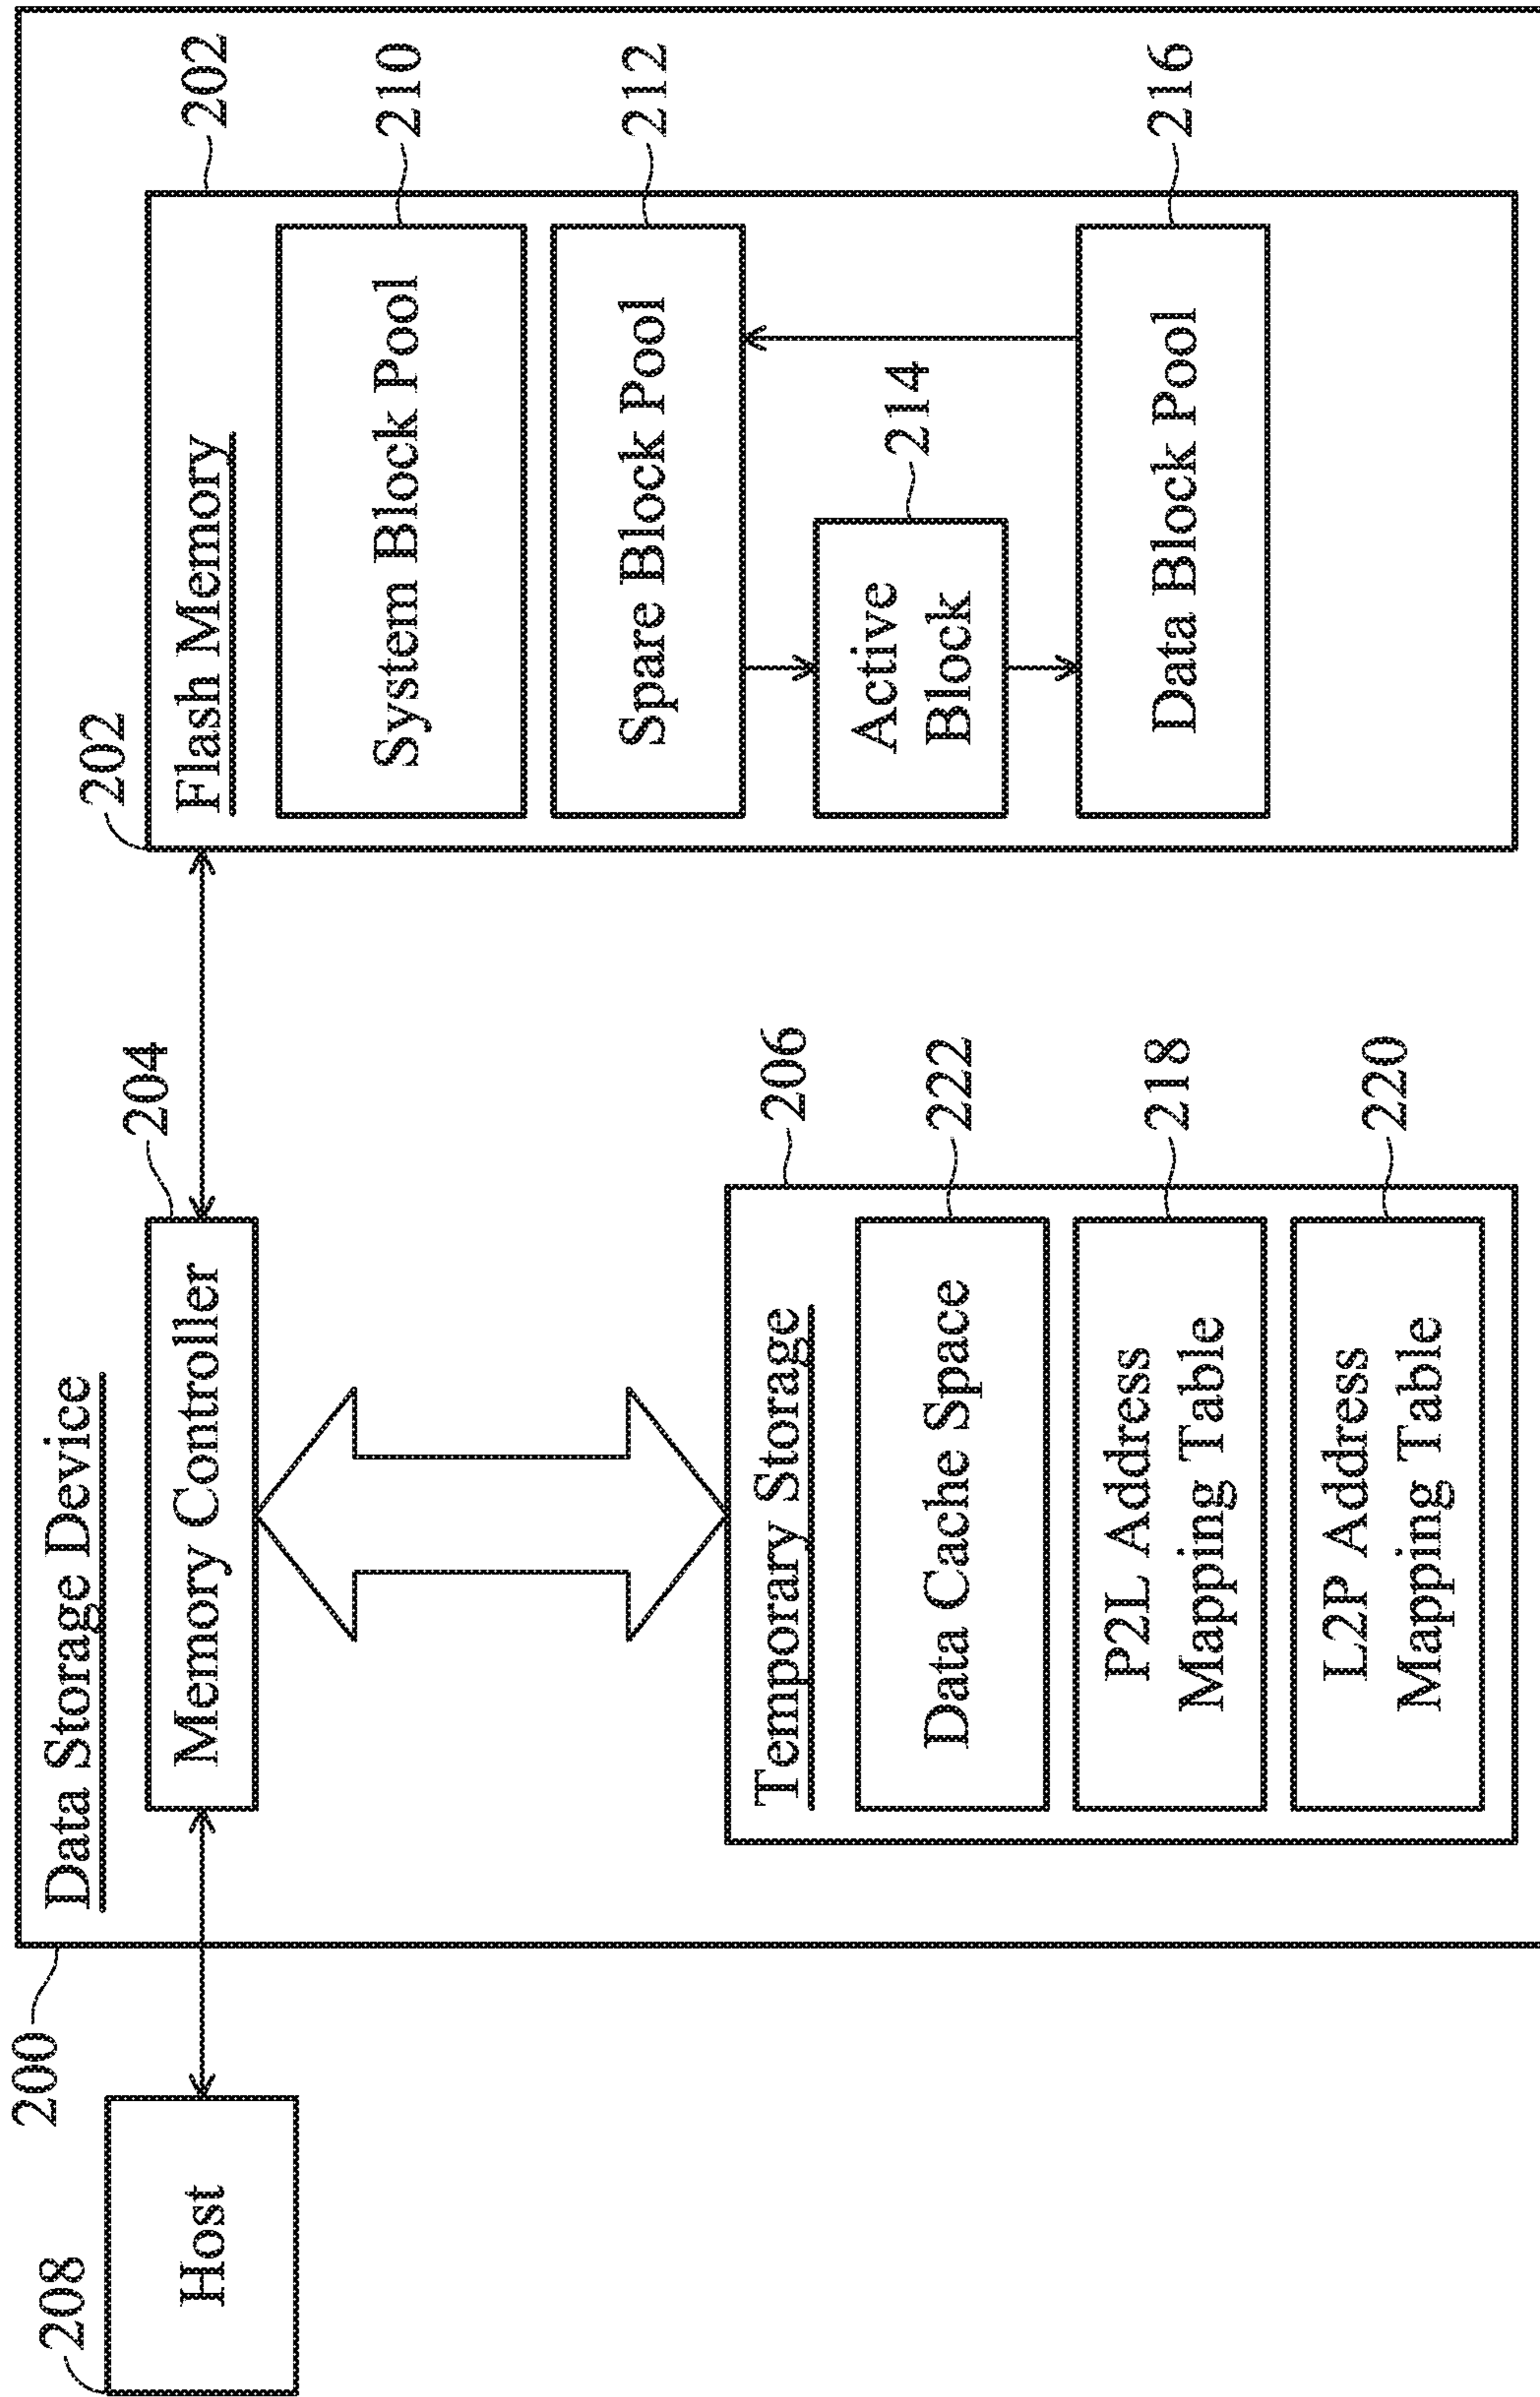 200
Data Storage Device
208
Host
204
Memory Controller
206
Temporary Storage
222
Data Cache Space
218
P2L Address
Mapping Table
220
L2P Address
Mapping Table
202
202
Flash Memory
210
System Block Pool
212
Spare Block Pool
214
Active
Block
216
Data Block Pool